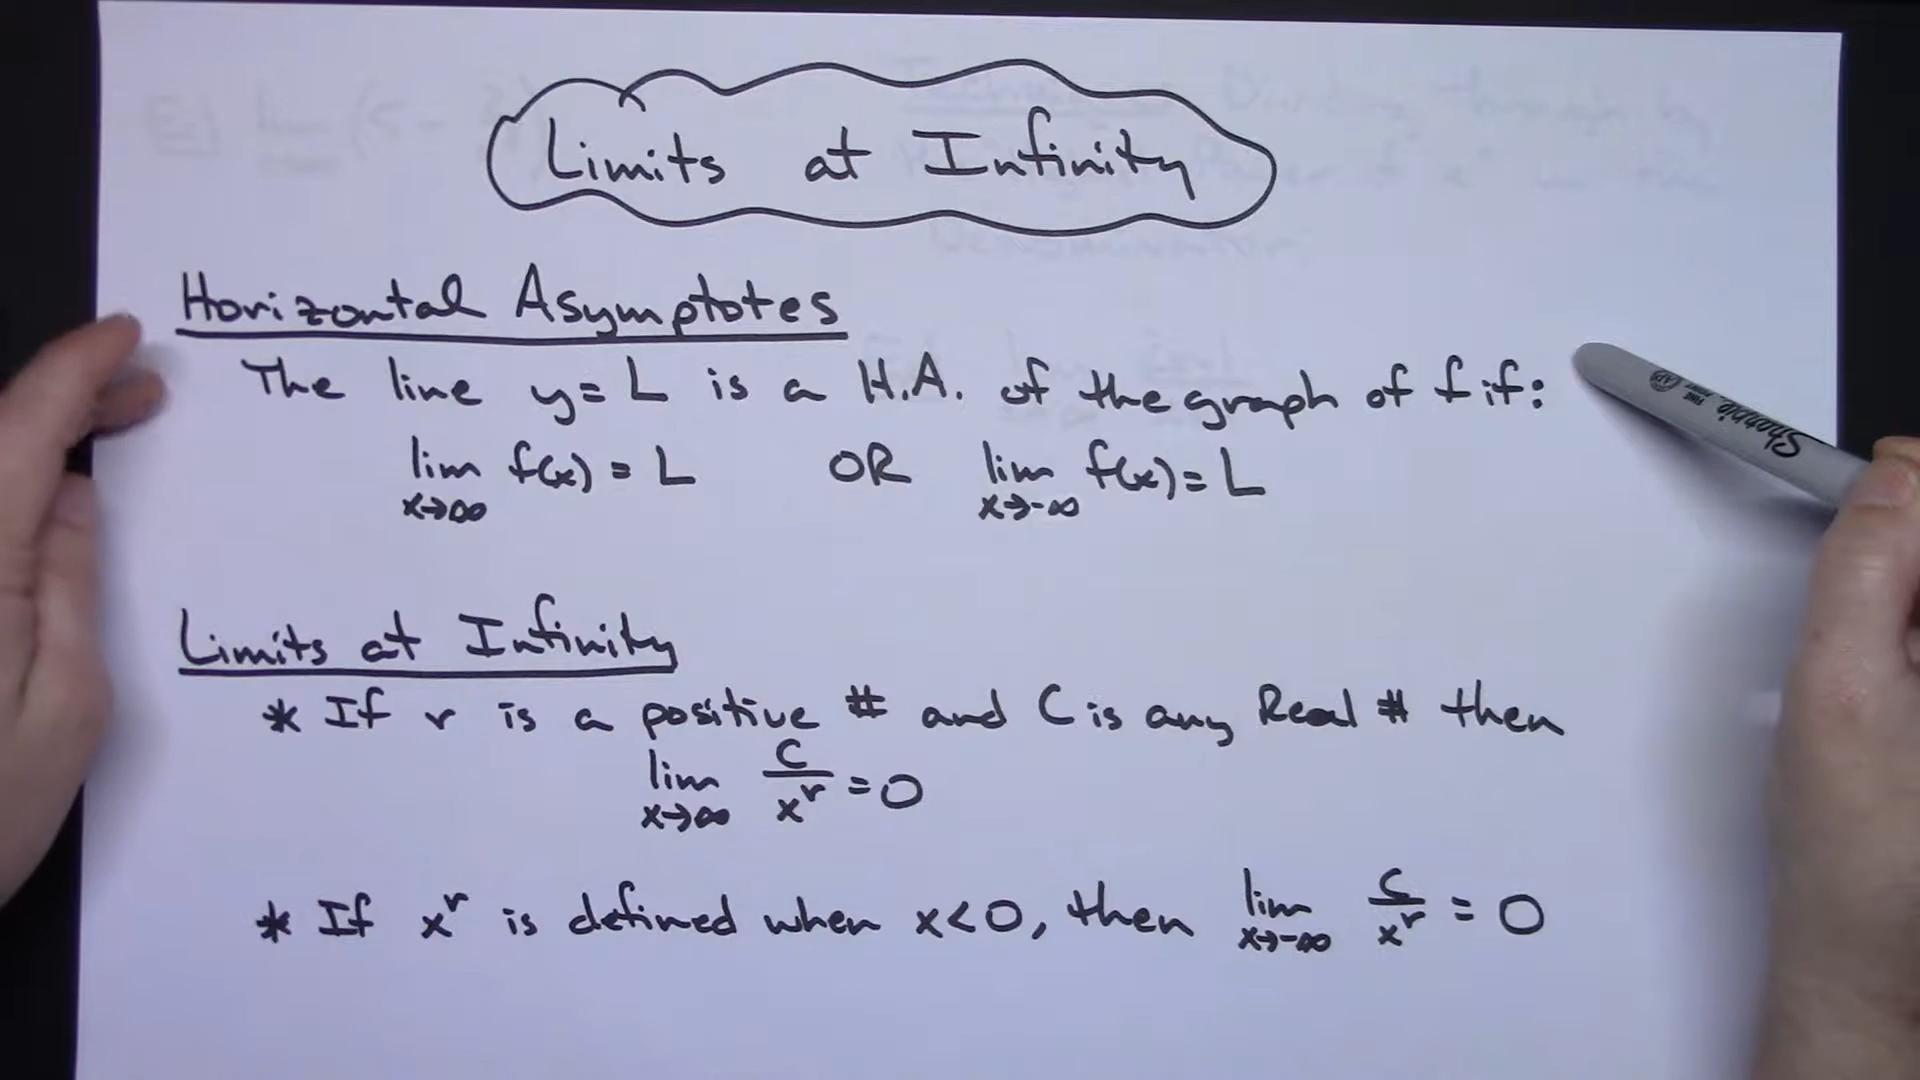 Limits at Infinity
Horizontal Asymptotes
The line y = L is a H.A. of the graph of f if:
lim x→∞ f(x) = L OR lim x→-∞ f(x) = L
Limits at Infinity
* If r is a positive # and C is any Real # then
lim x→∞ C/x^r = 0
* If x^r is defined when x < 0, then lim x→-∞ C/x^r = 0
Sharpie